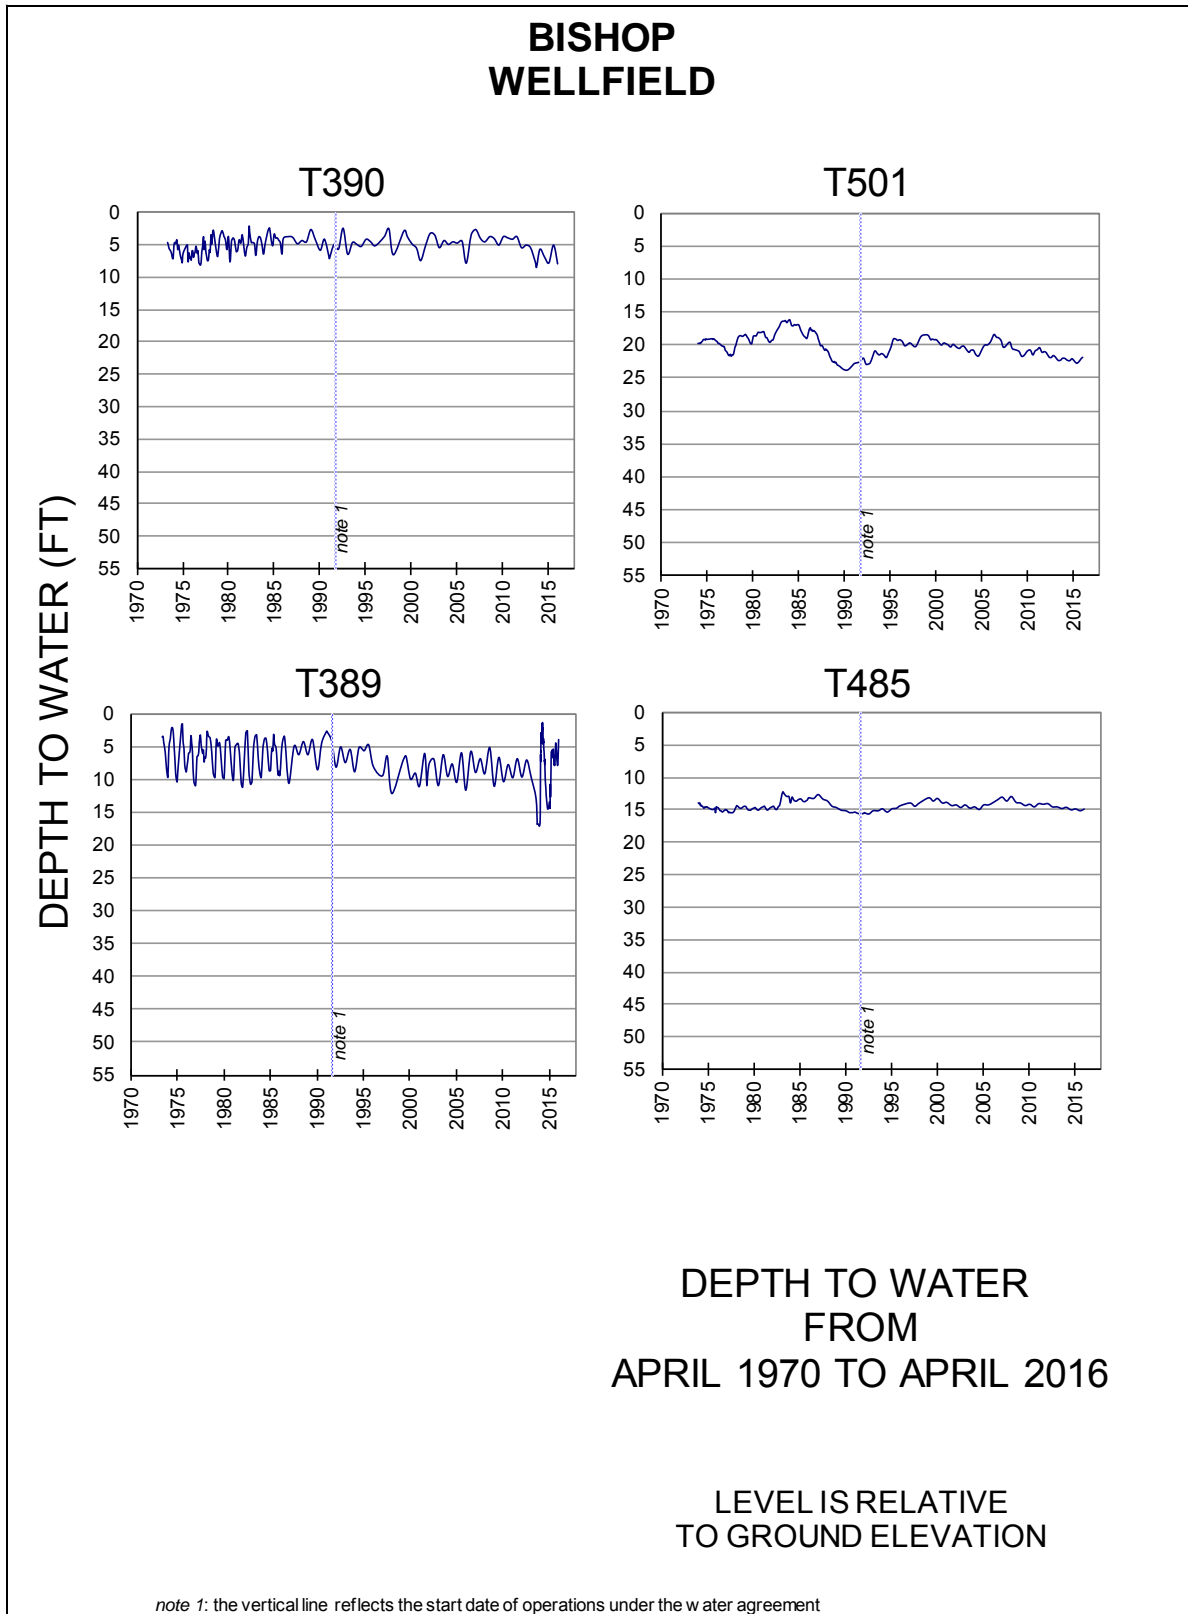 BISHOP
WELLFIELD
DEPTH TO WATER (FT)
T390
0
5
10
15
20
25
30
35
40
45
50
55
note 1
1970 1975 1980 1985 1990 1995 2000 2005 2010 2015
T501
0
5
10
15
20
25
30
35
40
45
50
55
note 1
1970 1975 1980 1985 1990 1995 2000 2005 2010 2015
T389
0
5
10
15
20
25
30
35
40
45
50
55
note 1
1970 1975 1980 1985 1990 1995 2000 2005 2010 2015
T485
0
5
10
15
20
25
30
35
40
45
50
55
note 1
1970 1975 1980 1985 1990 1995 2000 2005 2010 2015
DEPTH TO WATER
FROM
APRIL 1970 TO APRIL 2016
LEVEL IS RELATIVE
TO GROUND ELEVATION
note 1: the vertical line reflects the start date of operations under the water agreement